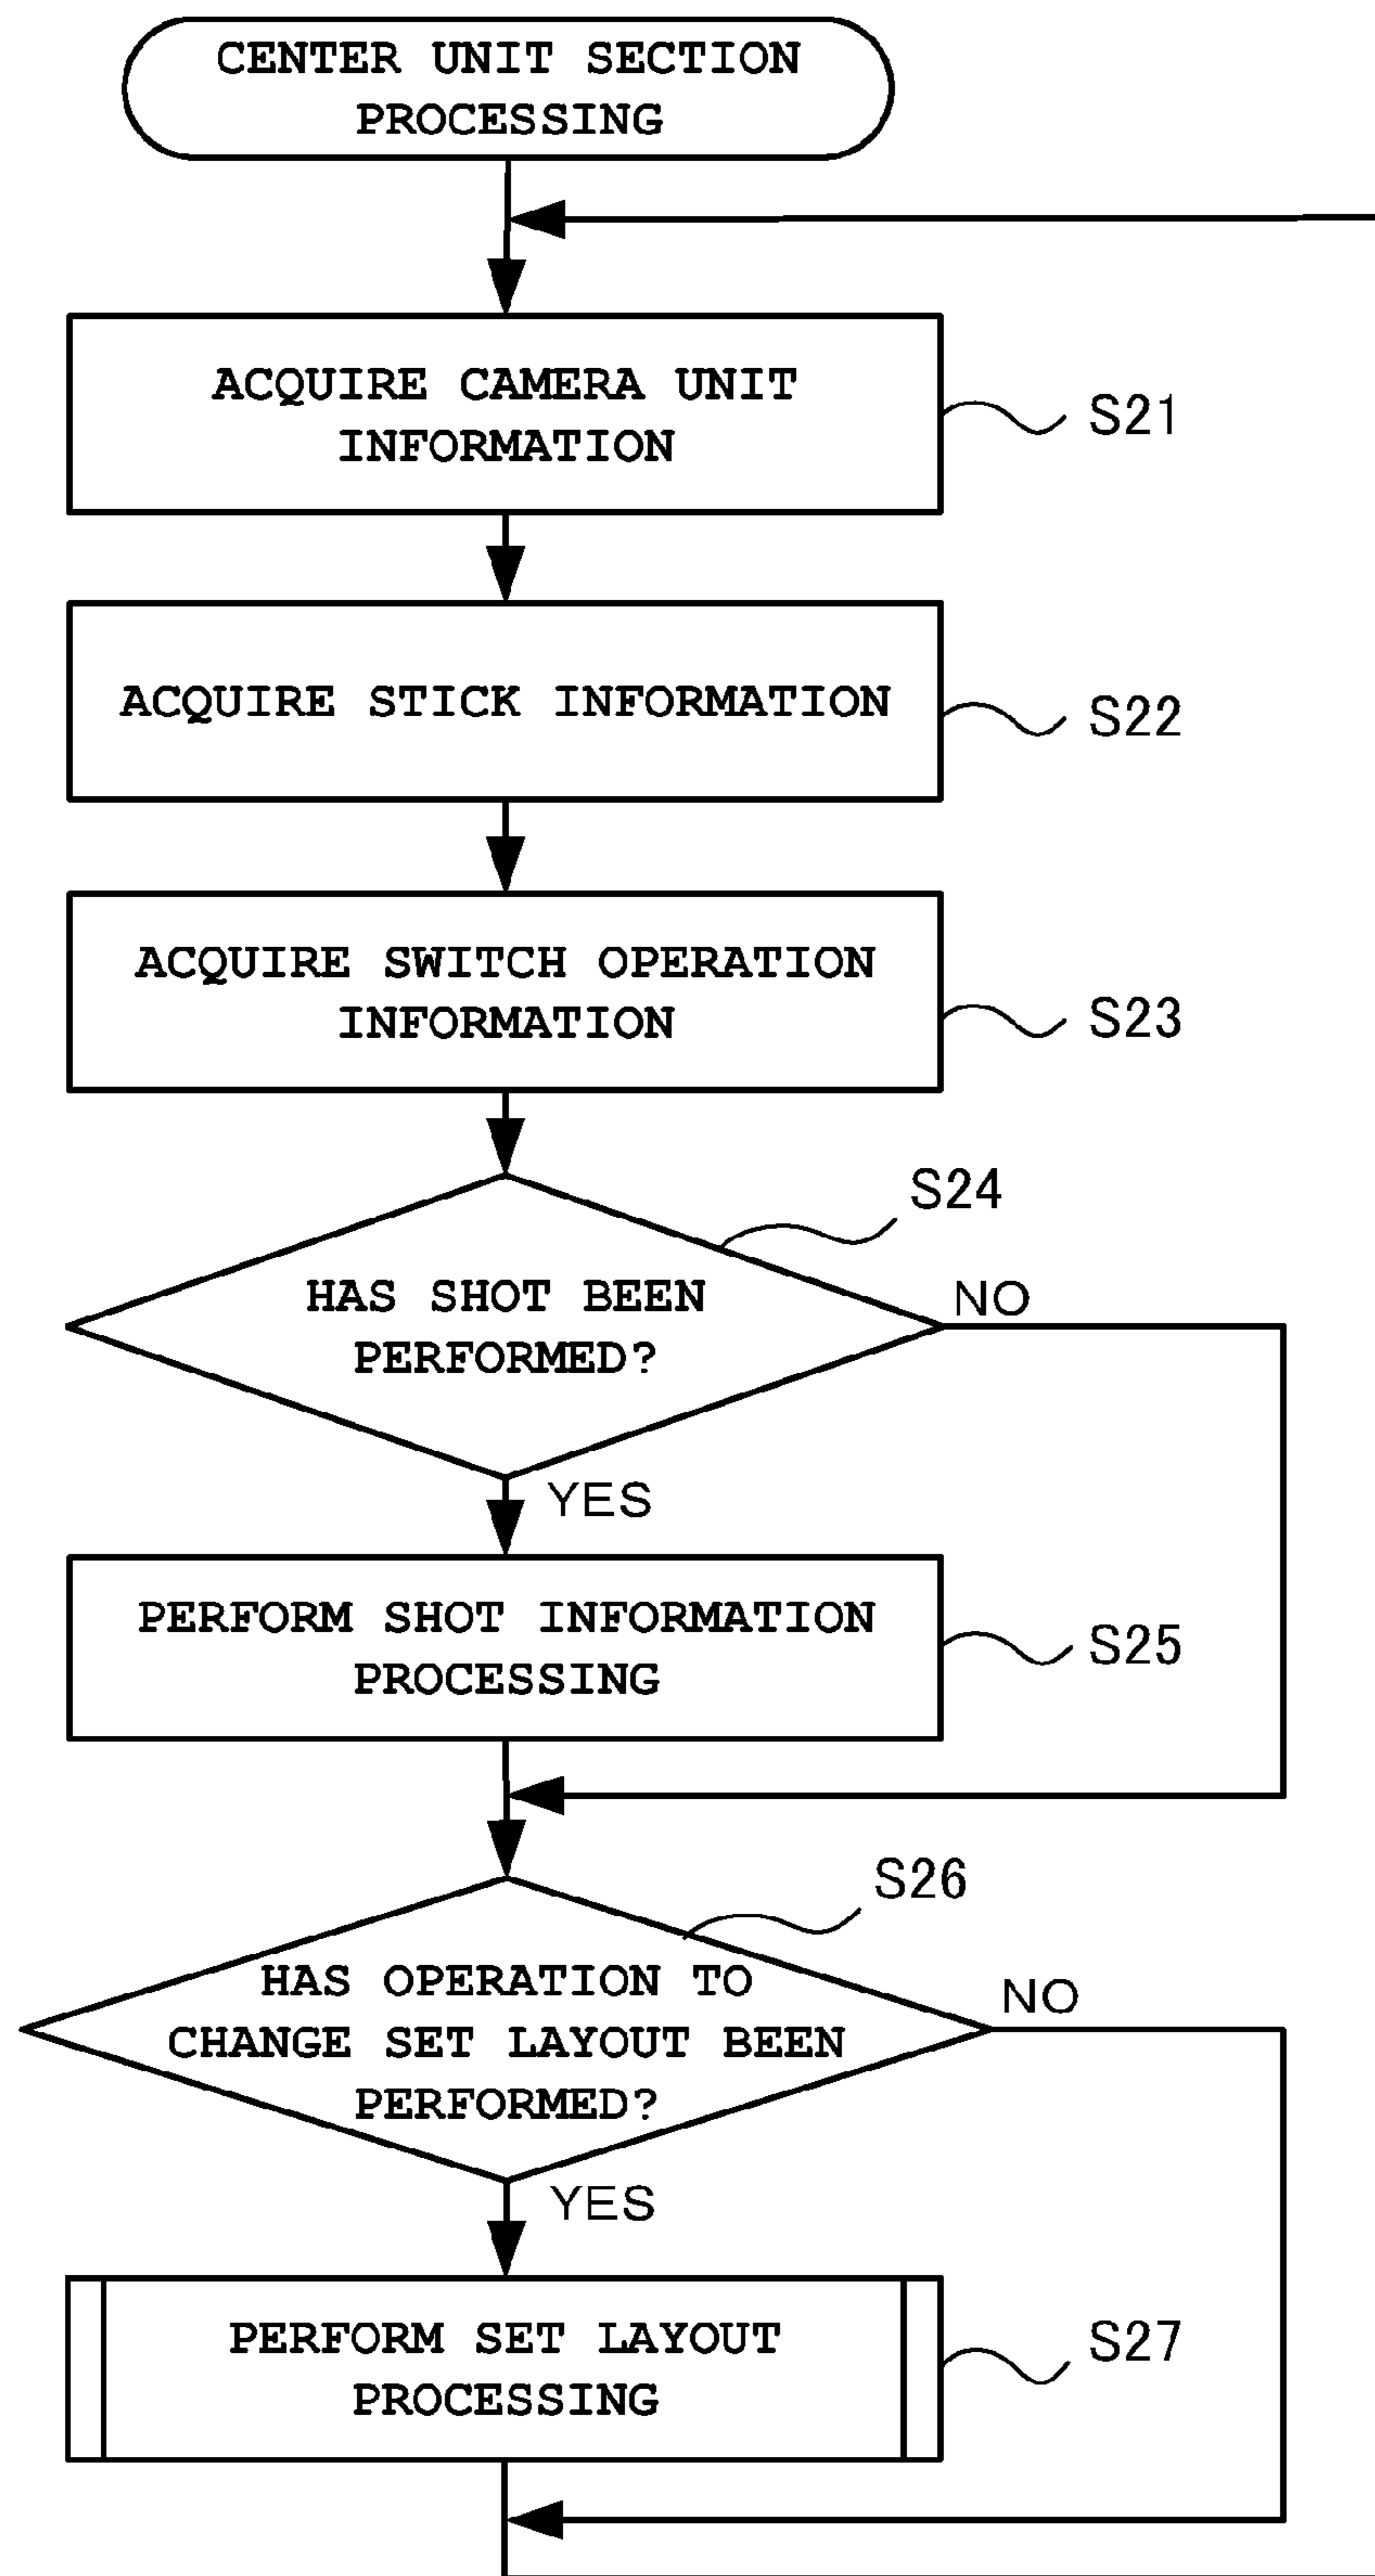 CENTER UNIT SECTION
PROCESSING
ACQUIRE CAMERA UNIT
INFORMATION
S21
ACQUIRE STICK INFORMATION
S22
ACQUIRE SWITCH OPERATION
INFORMATION
S23
S24
HAS SHOT BEEN
PERFORMED?
NO
YES
PERFORM SHOT INFORMATION
PROCESSING
S25
S26
HAS OPERATION TO
CHANGE SET LAYOUT BEEN
PERFORMED?
NO
YES
PERFORM SET LAYOUT
PROCESSING
S27